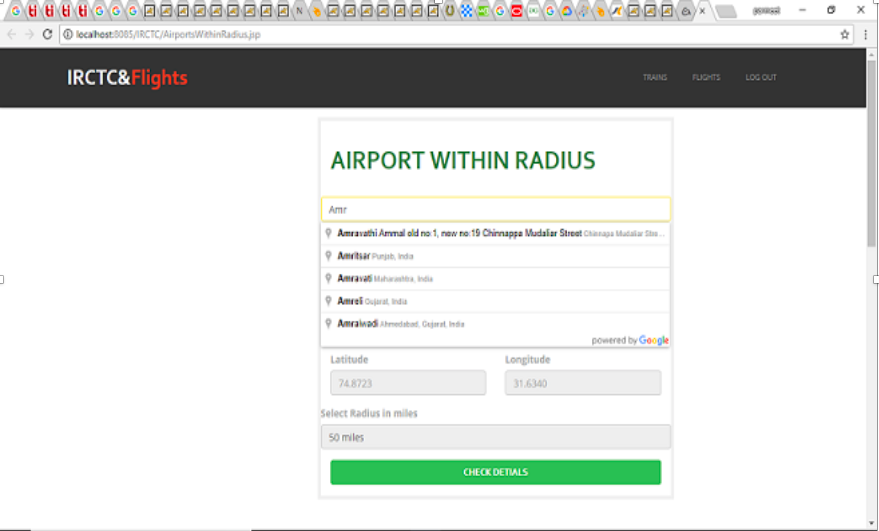 localhost:8085/IRCTC/AirportsWithinRadius.jsp
IRCTC&Flights
TRAINS FLIGHTS LOG OUT
AIRPORT WITHIN RADIUS
Amr
Amravathi Ammal old no:1, new no:19 Chinnappa Mudaliar Street Chinnapa Mudaliar Stre...
Amritsar Punjab, India
Amravati Maharashtra, India
Amreli Gujarat, India
Amraiwadi Ahmedabad, Gujarat, India
powered by Google
Latitude Longitude
74.8723 31.6340
Select Radius in miles
50 miles
CHECK DETIALS